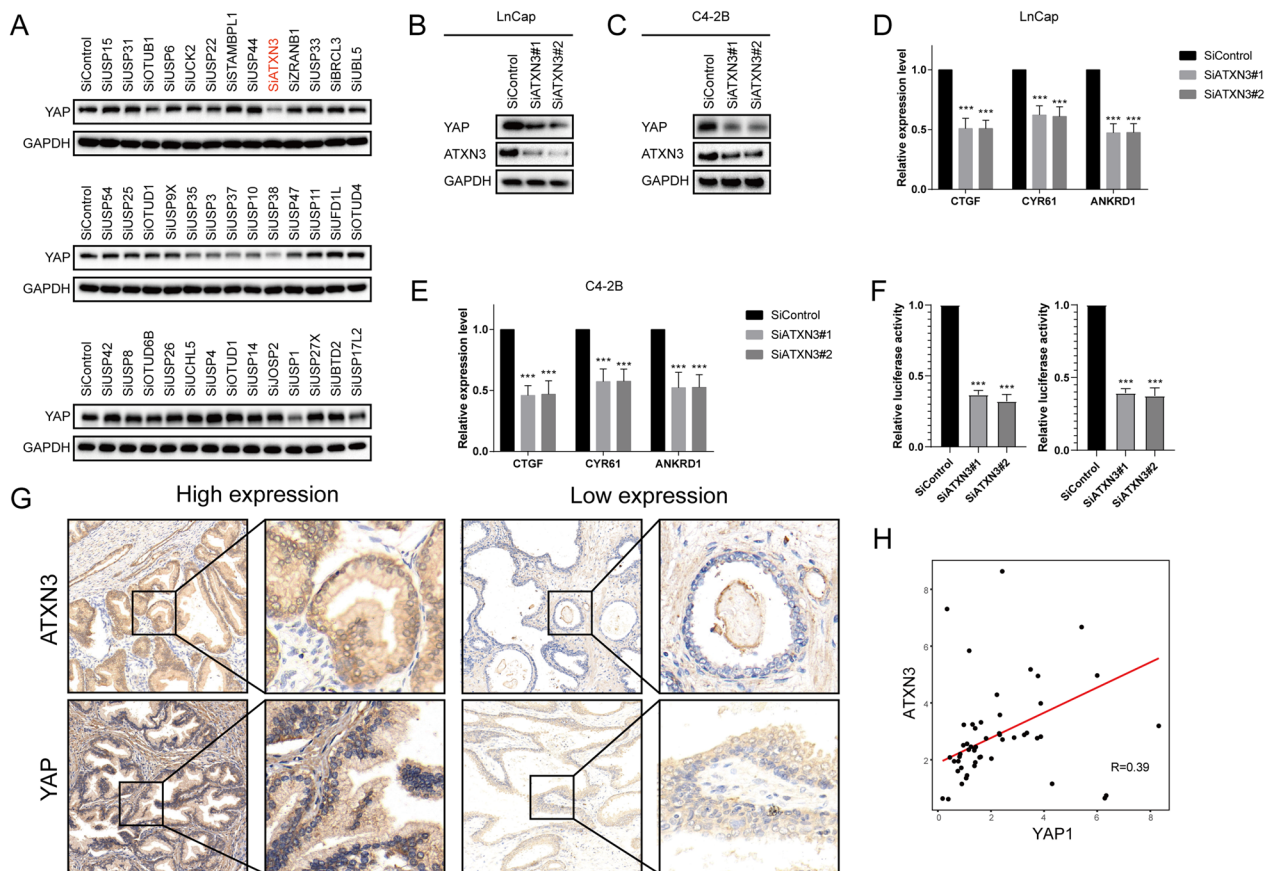 A
SiControl
SiUSP15
SiUSP31
SiOTUB1
SiUSP6
SiUCK2
SiUSP22
SiSTAMBPL1
SiUSP44
SiATXN3
SiZRANB1
SiUSP33
SiBRCL3
SiUBL5
YAP
GAPDH
SiControl
SiUSP54
SiUSP25
SiOTUD1
SiUSP9X
SiUSP35
SiUSP3
SiUSP37
SiUSP10
SiUSP38
SiUSP47
SiUSP11
SiUFD1L
SiOTUD4
YAP
GAPDH
SiControl
SiUSP42
SiUSP8
SiOTUD6B
SiUSP26
SiUCHL5
SiUSP4
SiOTUD1
SiUSP14
SiJOSP2
SiUSP1
SiUSP27X
SiUBTD2
SiUSP17L2
YAP
GAPDH
B
LnCap
SiControl
SiATXN3#1
SiATXN3#2
YAP
ATXN3
GAPDH
C
C4-2B
SiControl
SiATXN3#1
SiATXN3#2
YAP
ATXN3
GAPDH
D
LnCap
Relative expression level
1.0
0.5
0.0
*** ***
*** ***
*** ***
CTGF CYR61 ANKRD1
SiControl
SiATXN3#1
SiATXN3#2
E
C4-2B
Relative expression level
1.0
0.5
0.0
*** ***
*** ***
*** ***
CTGF CYR61 ANKRD1
SiControl
SiATXN3#1
SiATXN3#2
F
Relative luciferase activity
1.0
0.5
0.0
*** ***
SiControl
SiATXN3#1
SiATXN3#2
Relative luciferase activity
1.0
0.5
0.0
*** ***
SiControl
SiATXN3#1
SiATXN3#2
G
High expression Low expression
ATXN3
YAP
H
ATXN3
8
6
4
2
R=0.39
0 2 4 6 8
YAP1